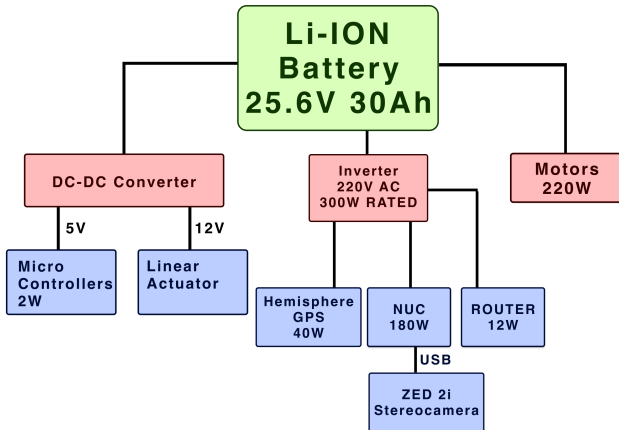 Li-ION
Battery
25.6V 30Ah
DC-DC Converter
Inverter
220V AC
300W RATED
Motors
220W
5V
12V
Micro
Controllers
2W
Linear
Actuator
Hemisphere
GPS
40W
NUC
180W
ROUTER
12W
USB
ZED 2i
Stereocamera